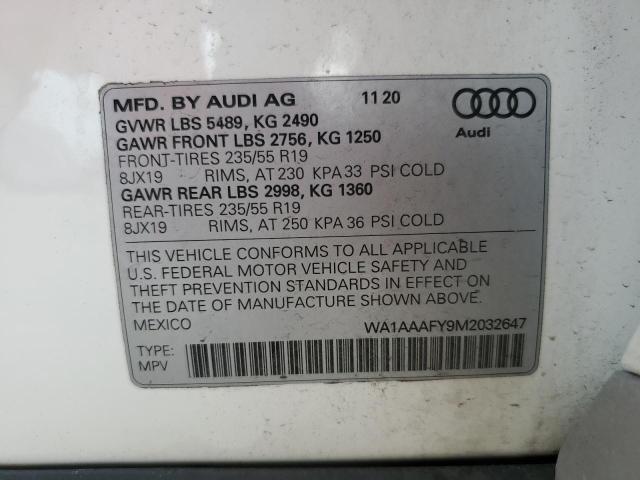 MFD. BY AUDI AG 11 20
GVWR LBS 5489, KG 2490
GAWR FRONT LBS 2756, KG 1250
Audi
FRONT-TIRES 235/55 R19
8JX19 RIMS, AT 230 KPA 33 PSI COLD
GAWR REAR LBS 2998, KG 1360
REAR-TIRES 235/55 R19
8JX19 RIMS, AT 250 KPA 36 PSI COLD
THIS VEHICLE CONFORMS TO ALL APPLICABLE
U.S. FEDERAL MOTOR VEHICLE SAFETY AND
THEFT PREVENTION STANDARDS IN EFFECT ON
THE DATE OF MANUFACTURE SHOWN ABOVE.
MEXICO WA1AAAFY9M2032647
TYPE:
MPV